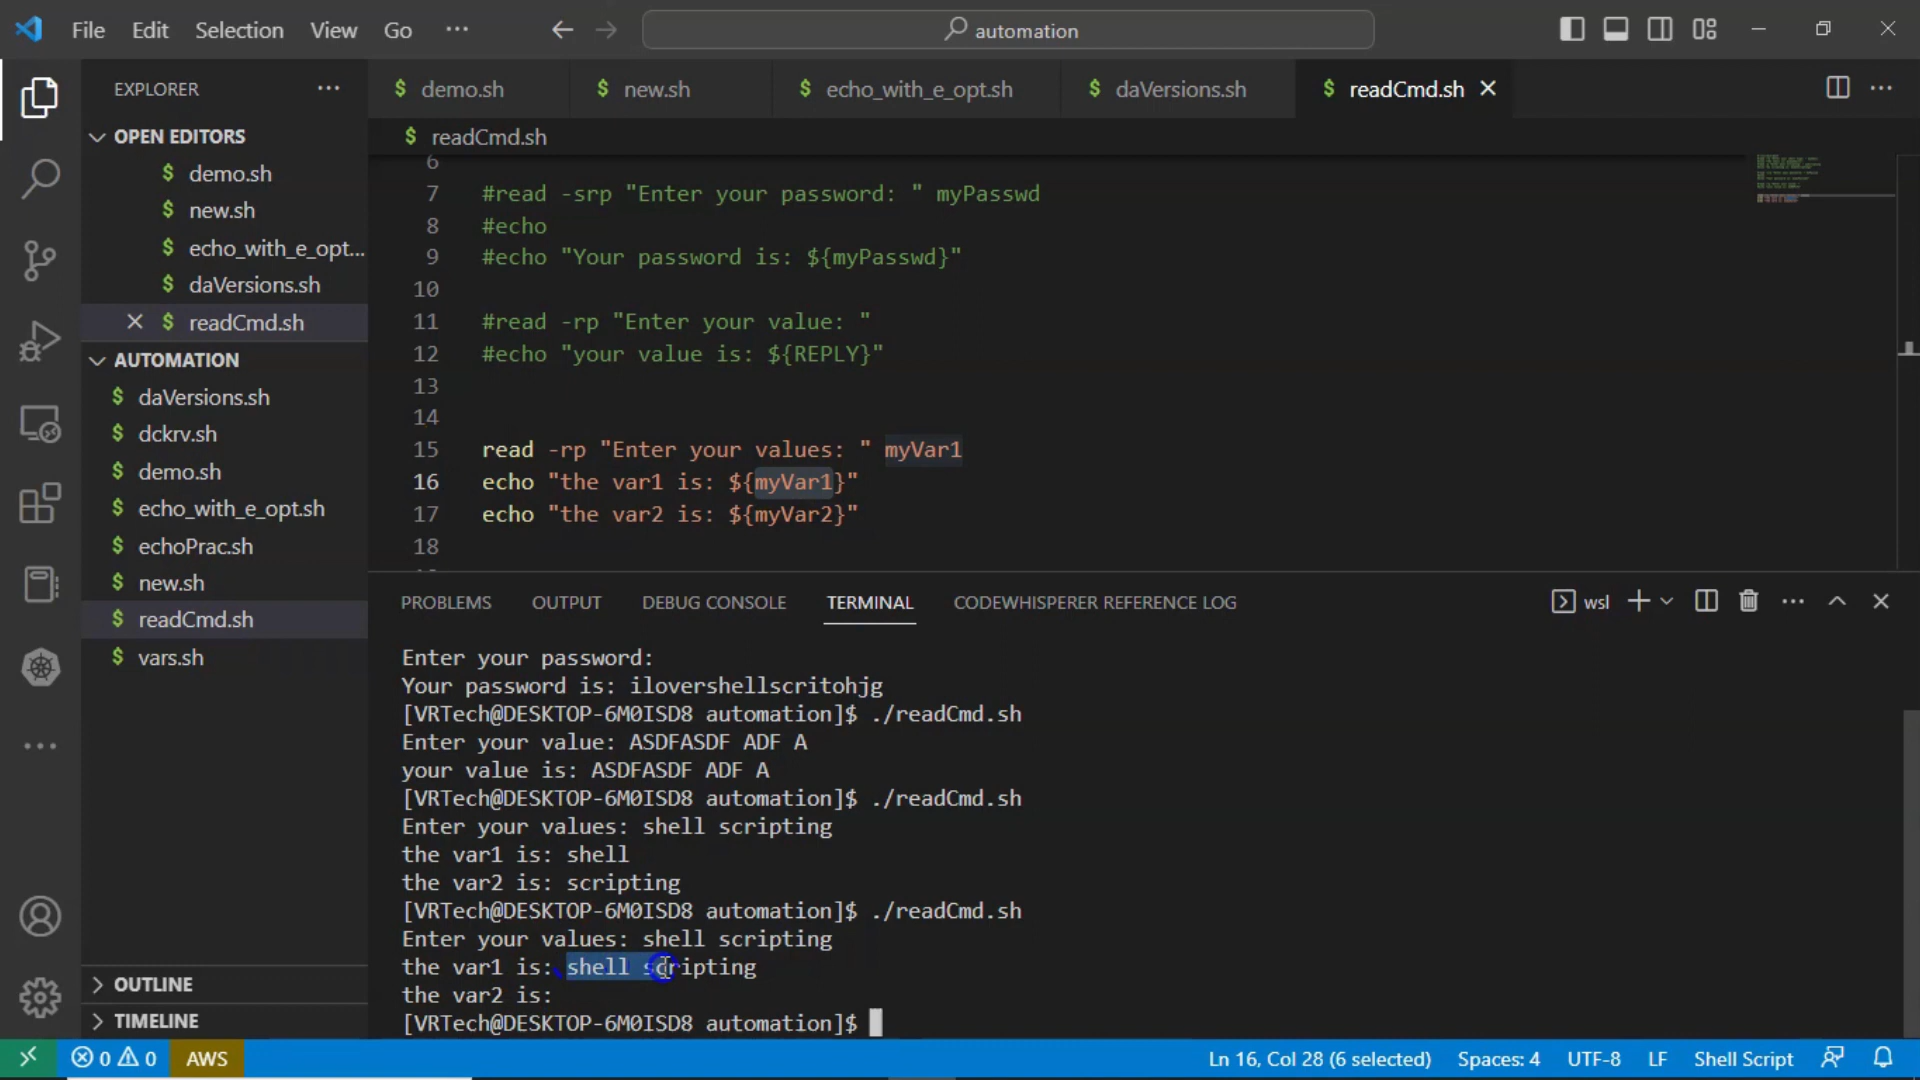 File Edit Selection View Go ··· automation
EXPLORER ···
OPEN EDITORS
$ demo.sh
$ new.sh
$ echo_with_e_opt...
$ daVersions.sh
$ readCmd.sh
AUTOMATION
$ daVersions.sh
$ dckrv.sh
$ demo.sh
$ echo_with_e_opt.sh
$ echoPrac.sh
$ new.sh
$ readCmd.sh
$ vars.sh
OUTLINE
TIMELINE
$ demo.sh $ new.sh $ echo_with_e_opt.sh $ daVersions.sh $ readCmd.sh
$ readCmd.sh
6
7 #read -srp "Enter your password: " myPasswd
8 #echo
9 #echo "Your password is: ${myPasswd}"
10
11 #read -rp "Enter your value: "
12 #echo "your value is: ${REPLY}"
13
14
15 read -rp "Enter your values: " myVar1
16 echo "the var1 is: ${myVar1}"
17 echo "the var2 is: ${myVar2}"
18
PROBLEMS OUTPUT DEBUG CONSOLE TERMINAL CODEWHISPERER REFERENCE LOG wsl
Enter your password:
Your password is: ilovershellscritohjg
[VRTech@DESKTOP-6M0ISD8 automation]$ ./readCmd.sh
Enter your value: ASDFASDF ADF A
your value is: ASDFASDF ADF A
[VRTech@DESKTOP-6M0ISD8 automation]$ ./readCmd.sh
Enter your values: shell scripting
the var1 is: shell
the var2 is: scripting
[VRTech@DESKTOP-6M0ISD8 automation]$ ./readCmd.sh
Enter your values: shell scripting
the var1 is: shell scripting
the var2 is:
[VRTech@DESKTOP-6M0ISD8 automation]$
0 0 AWS Ln 16, Col 28 (6 selected) Spaces: 4 UTF-8 LF Shell Script